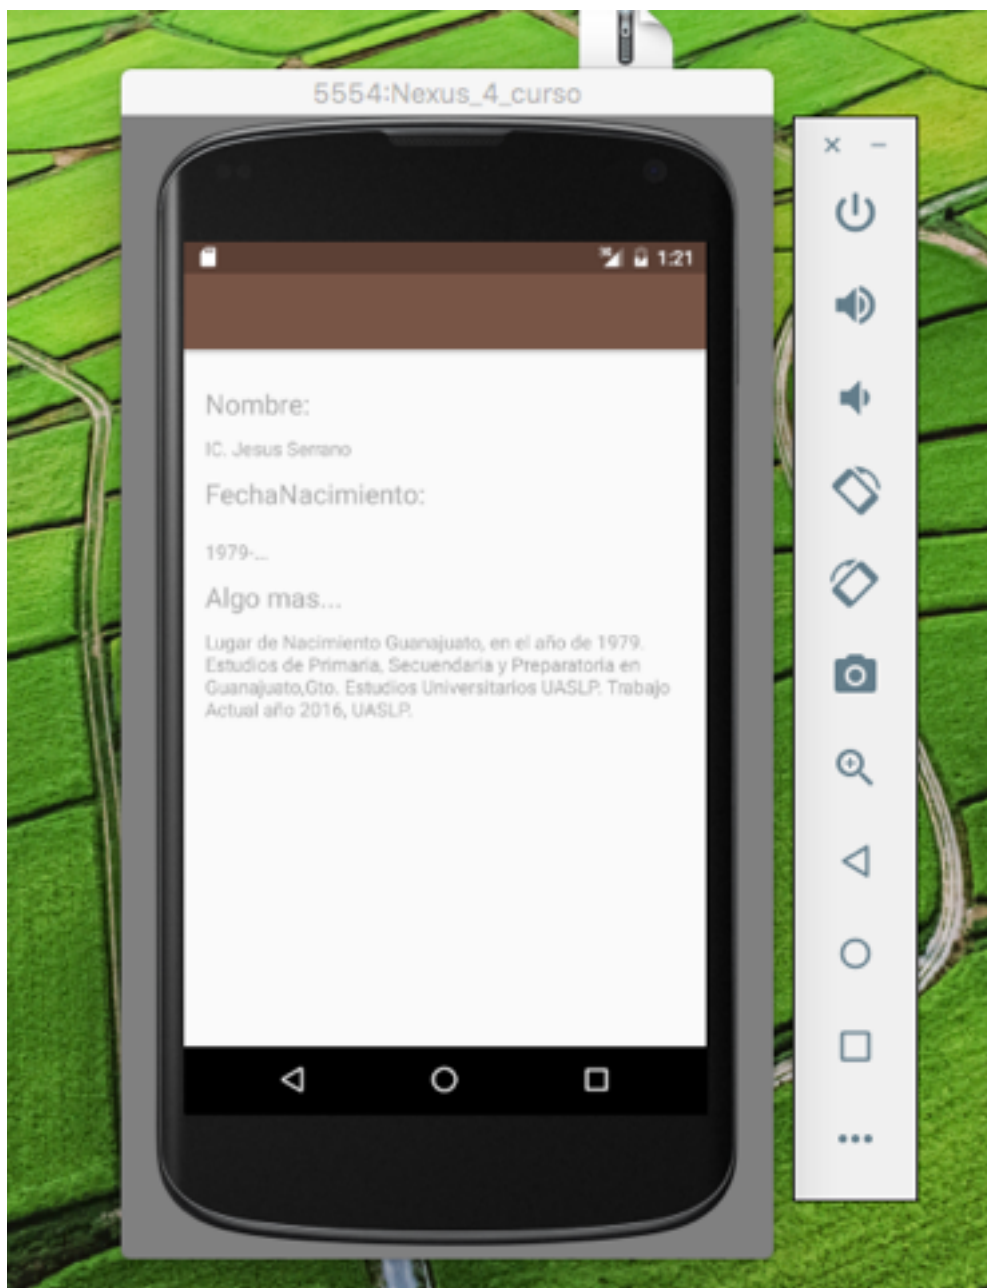 5554:Nexus_4_curso
1:21
Nombre:
IC. Jesus Serrano
FechaNacimiento:
1979-...
Algo mas...
Lugar de Nacimiento Guanajuato, en el año de 1979.
Estudios de Primaria, Secuendaria y Preparatoria en
Guanajuato,Gto. Estudios Universitarios UASLP. Trabajo
Actual año 2016, UASLP.